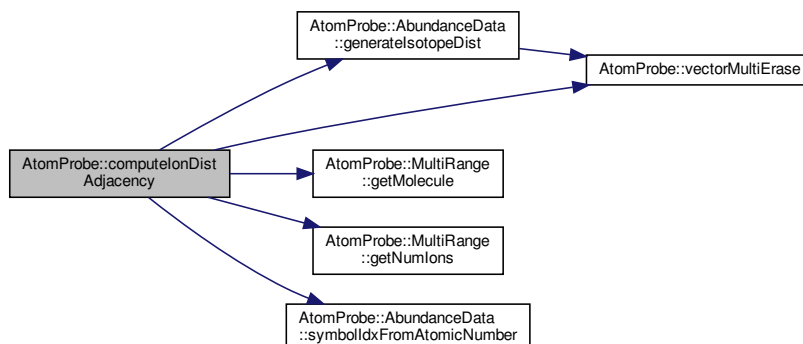 AtomProbe::AbundanceData
::generateIsotopeDist
AtomProbe::vectorMultiErase
AtomProbe::computeIonDist
Adjacency
AtomProbe::MultiRange
::getMolecule
AtomProbe::MultiRange
::getNumIons
AtomProbe::AbundanceData
::symbolIdxFromAtomicNumber